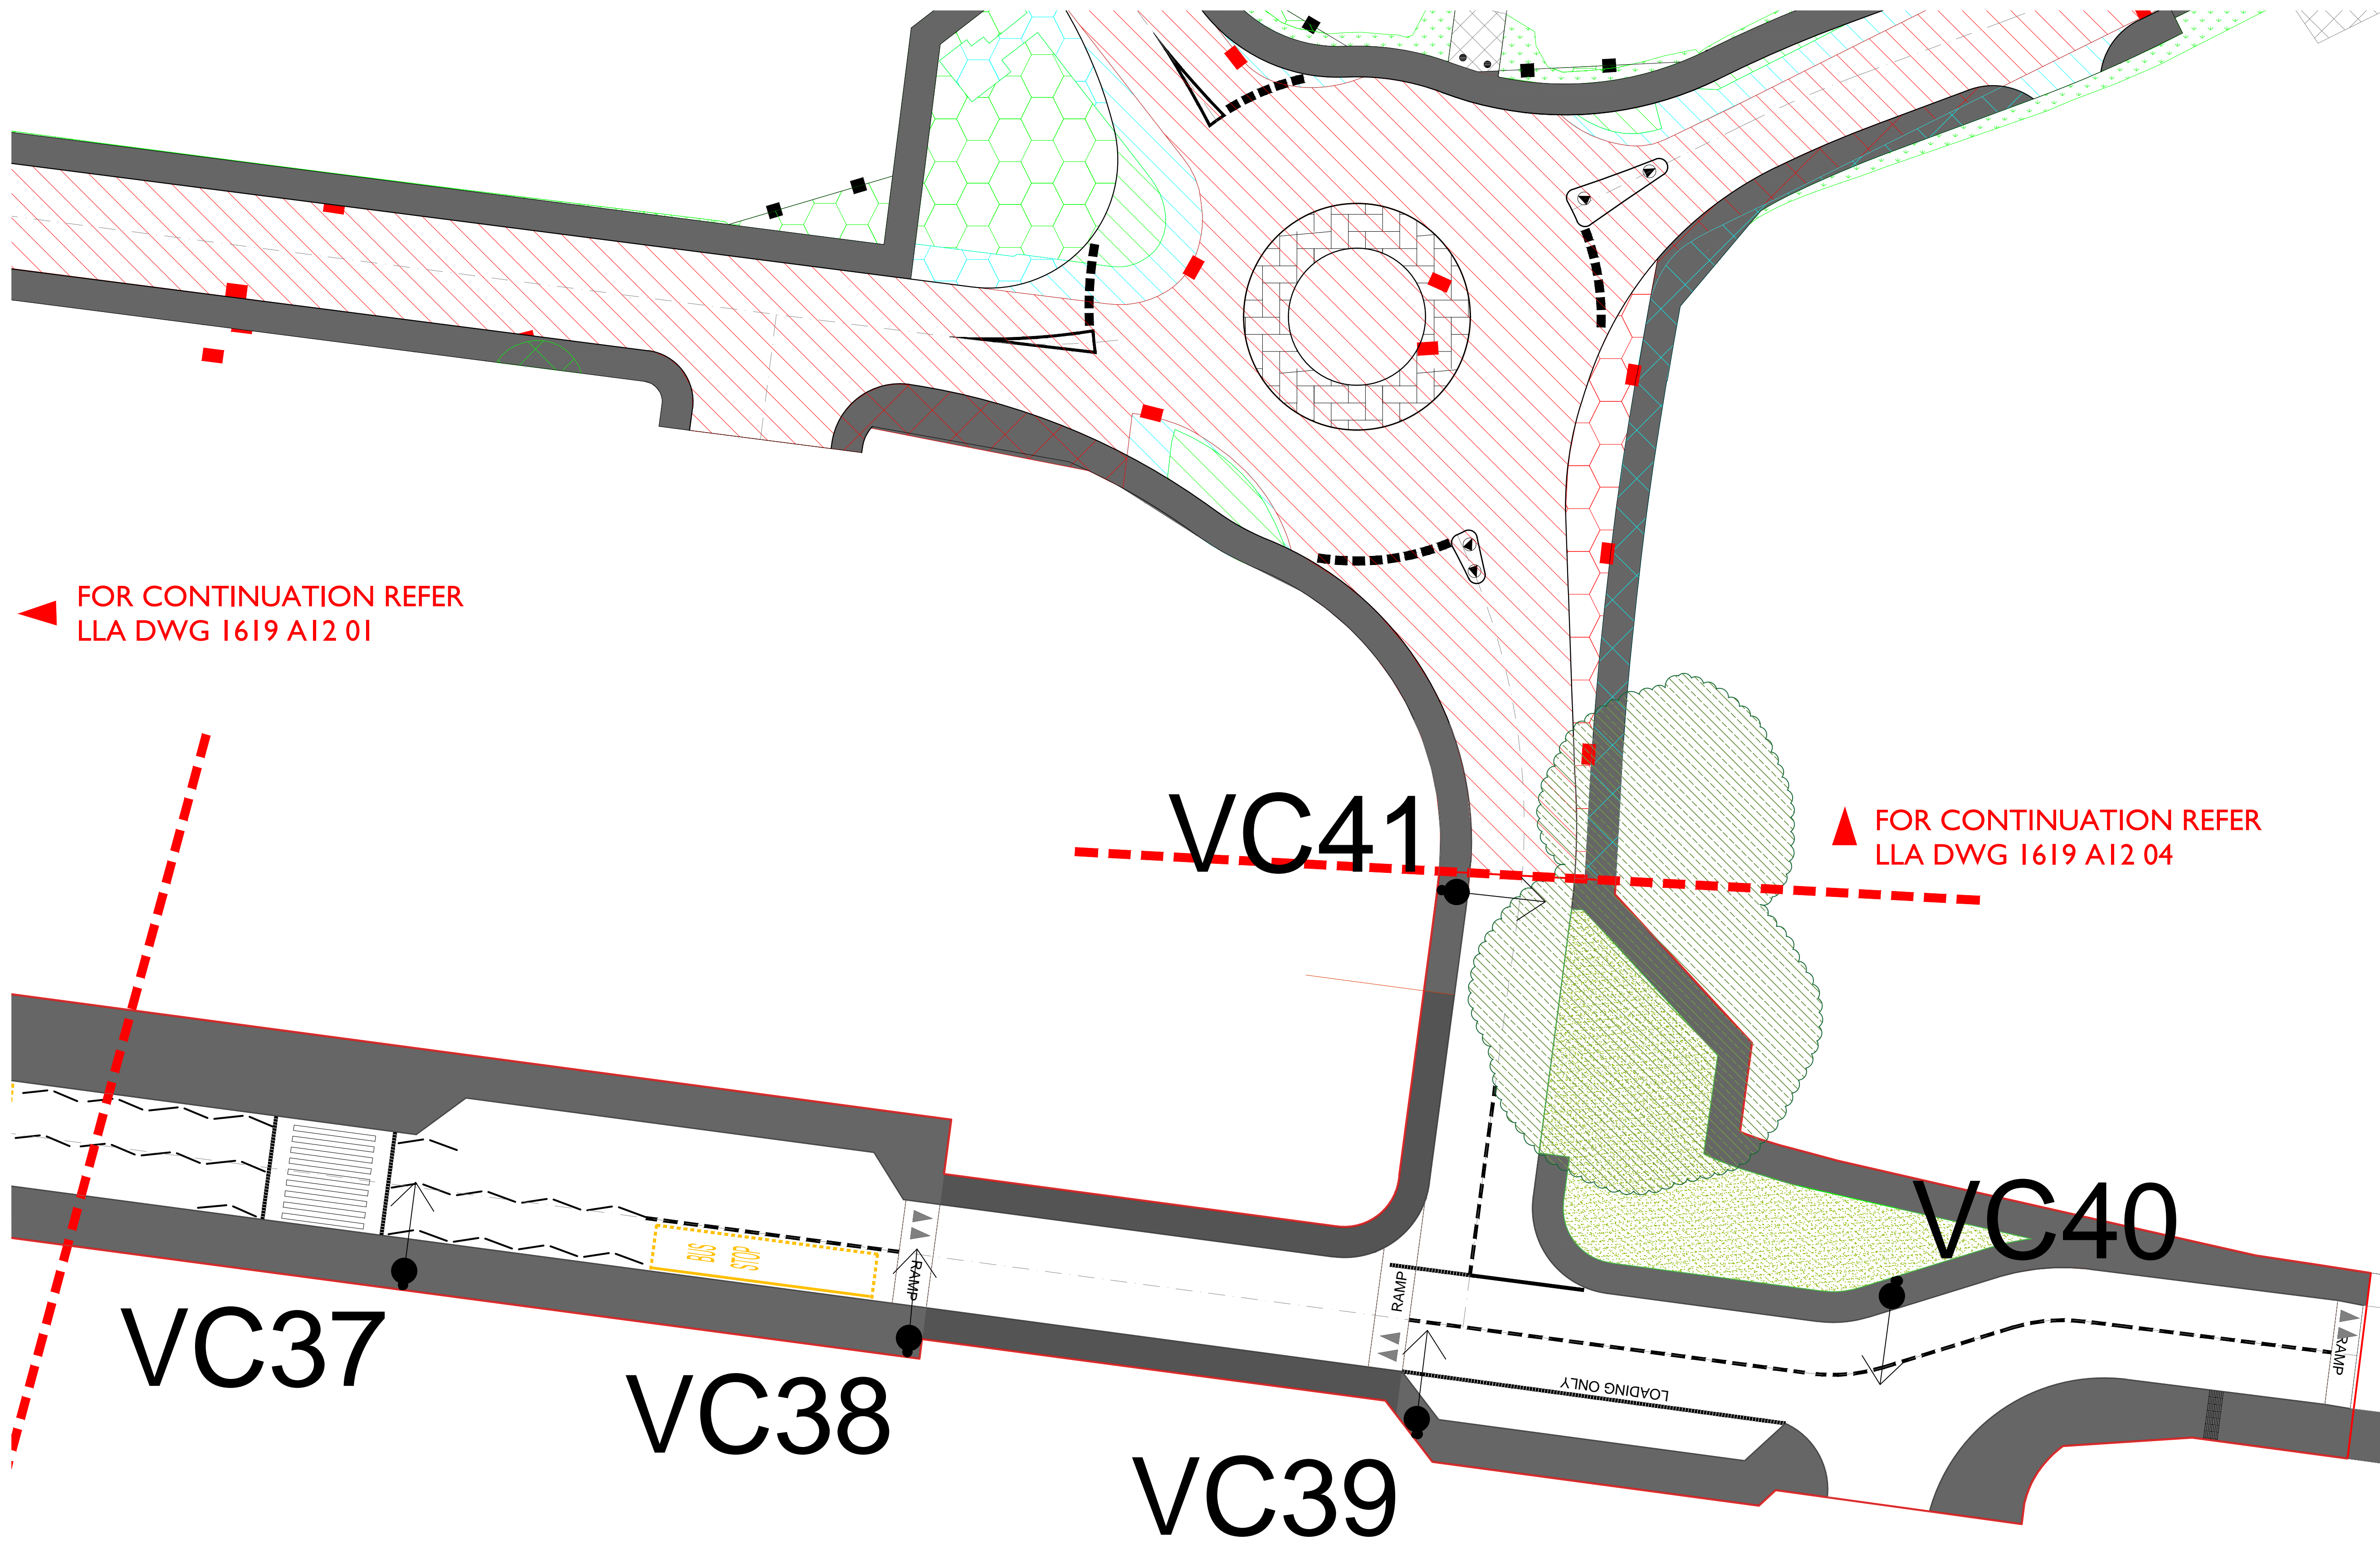 FOR CONTINUATION REFER
LLA DWG 1619 A12 01
VC41
FOR CONTINUATION REFER
LLA DWG 1619 A12 04
VC40
BUS
STOP
RAMP
RAMP
RAMP
LOADING ONLY
VC37
VC38
VC39